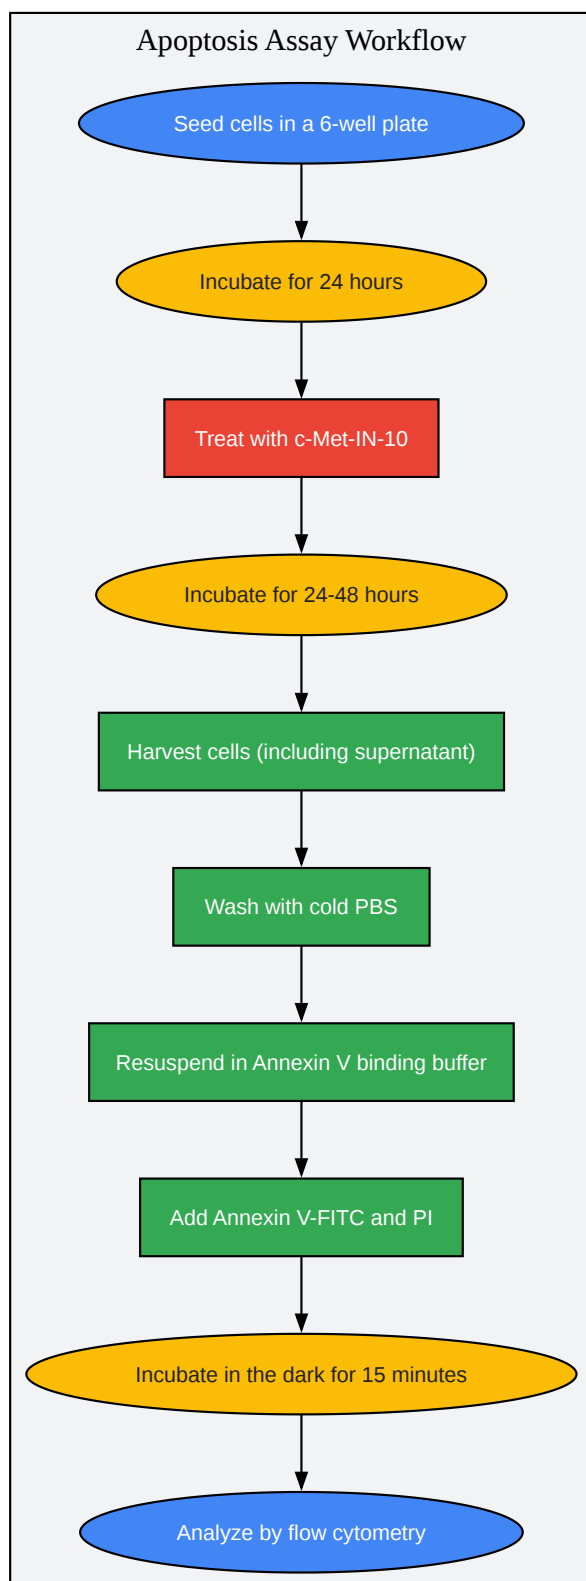 Apoptosis Assay Workflow
Seed cells in a 6-well plate
Incubate for 24 hours
Treat with c-Met-IN-10
Incubate for 24-48 hours
Harvest cells (including supernatant)
Wash with cold PBS
Resuspend in Annexin V binding buffer
Add Annexin V-FITC and PI
Incubate in the dark for 15 minutes
Analyze by flow cytometry